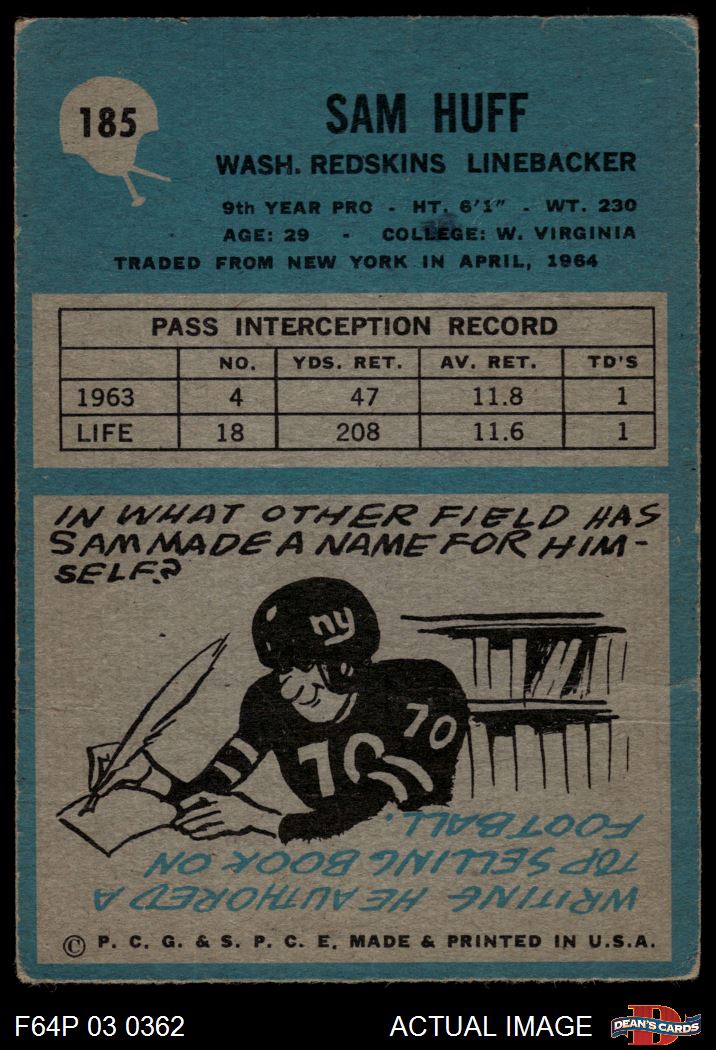 185
SAM HUFF
WASH. REDSKINS LINEBACKER
9th YEAR PRO - HT. 6'1" - WT. 230
AGE: 29 - COLLEGE: W. VIRGINIA
TRADED FROM NEW YORK IN APRIL, 1964
PASS INTERCEPTION RECORD
NO. YDS. RET. AV. RET. TD'S
1963 4 47 11.8 1
LIFE 18 208 11.6 1
IN WHAT OTHER FIELD HAS
SAM MADE A NAME FOR HIM-
SELF?
ny
70
70
WRITING HE AUTHORED A
TOP SELLING BOOK ON
FOOTBALL.
© P. C. G. & S. P. C. E. MADE & PRINTED IN U.S.A.
F64P 03 0362 ACTUAL IMAGE
D
DEAN'S CARDS